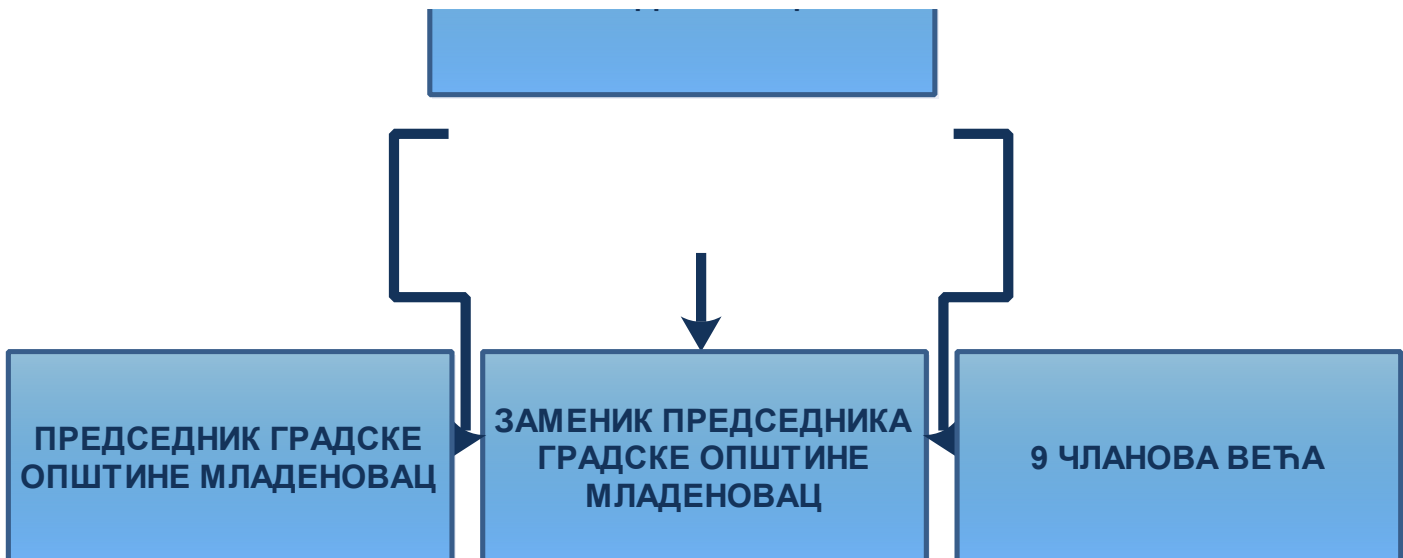 ПРЕДСЕДНИК ГРАДСКЕ
ОПШТИНЕ МЛАДЕНОВАЦ
ЗАМЕНИК ПРЕДСЕДНИКА
ГРАДСКЕ ОПШТИНЕ
МЛАДЕНОВАЦ
9 ЧЛАНОВА ВЕЋА